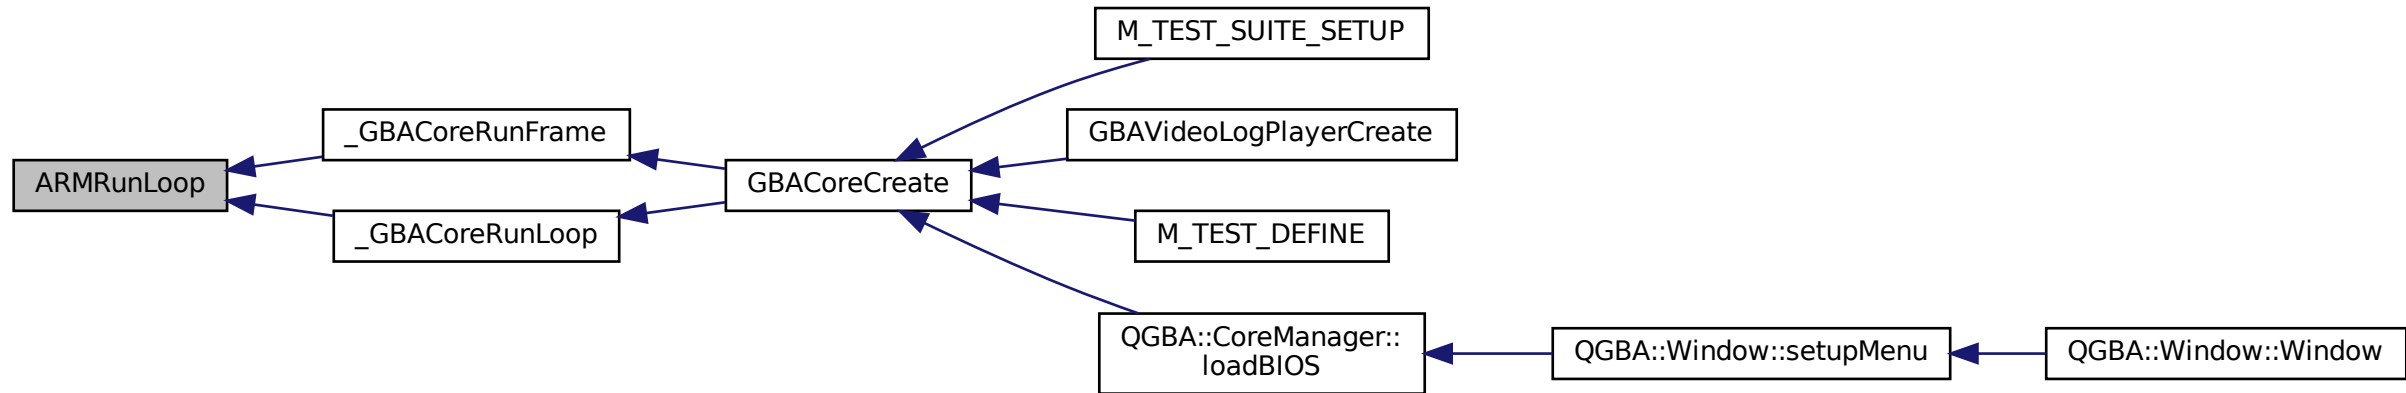 M_TEST_SUITE_SETUP
_GBACoreRunFrame
GBAVideoLogPlayerCreate
ARMRunLoop
GBACoreCreate
_GBACoreRunLoop
M_TEST_DEFINE
QGBA::CoreManager::
loadBIOS
QGBA::Window::setupMenu
QGBA::Window::Window